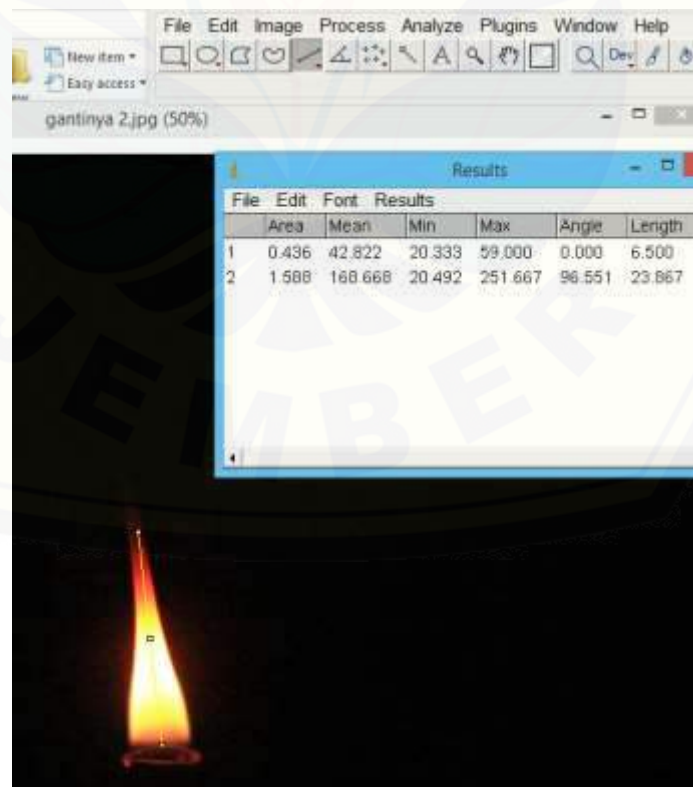 File Edit Image Process Analyze Plugins Window Help
New item
Easy access
A
Dev
gantinya 2.jpg (50%)
Results
File Edit Font Results
Area Mean Min Max Angle Length
1 0.436 42.822 20.333 59.000 0.000 6.500
2 1.588 168.668 20.492 251.667 96.551 23.867
JEMBER